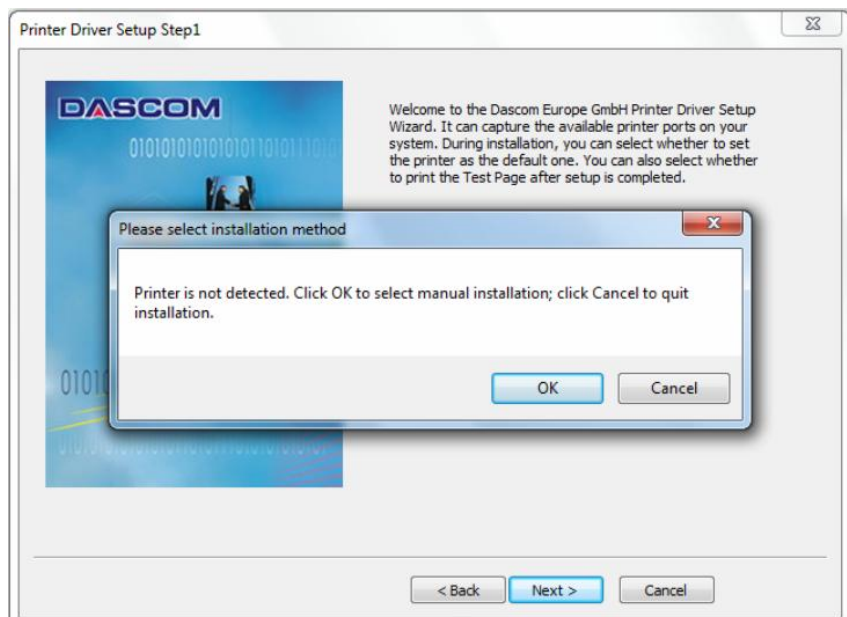 Printer Driver Setup Step1
DASCOM
Welcome to the Dascom Europe GmbH Printer Driver Setup
Wizard. It can capture the available printer ports on your
system. During installation, you can select whether to set
the printer as the default one. You can also select whether
to print the Test Page after setup is completed.
Please select installation method
Printer is not detected. Click OK to select manual installation; click Cancel to quit
installation.
OK
Cancel
< Back
Next >
Cancel